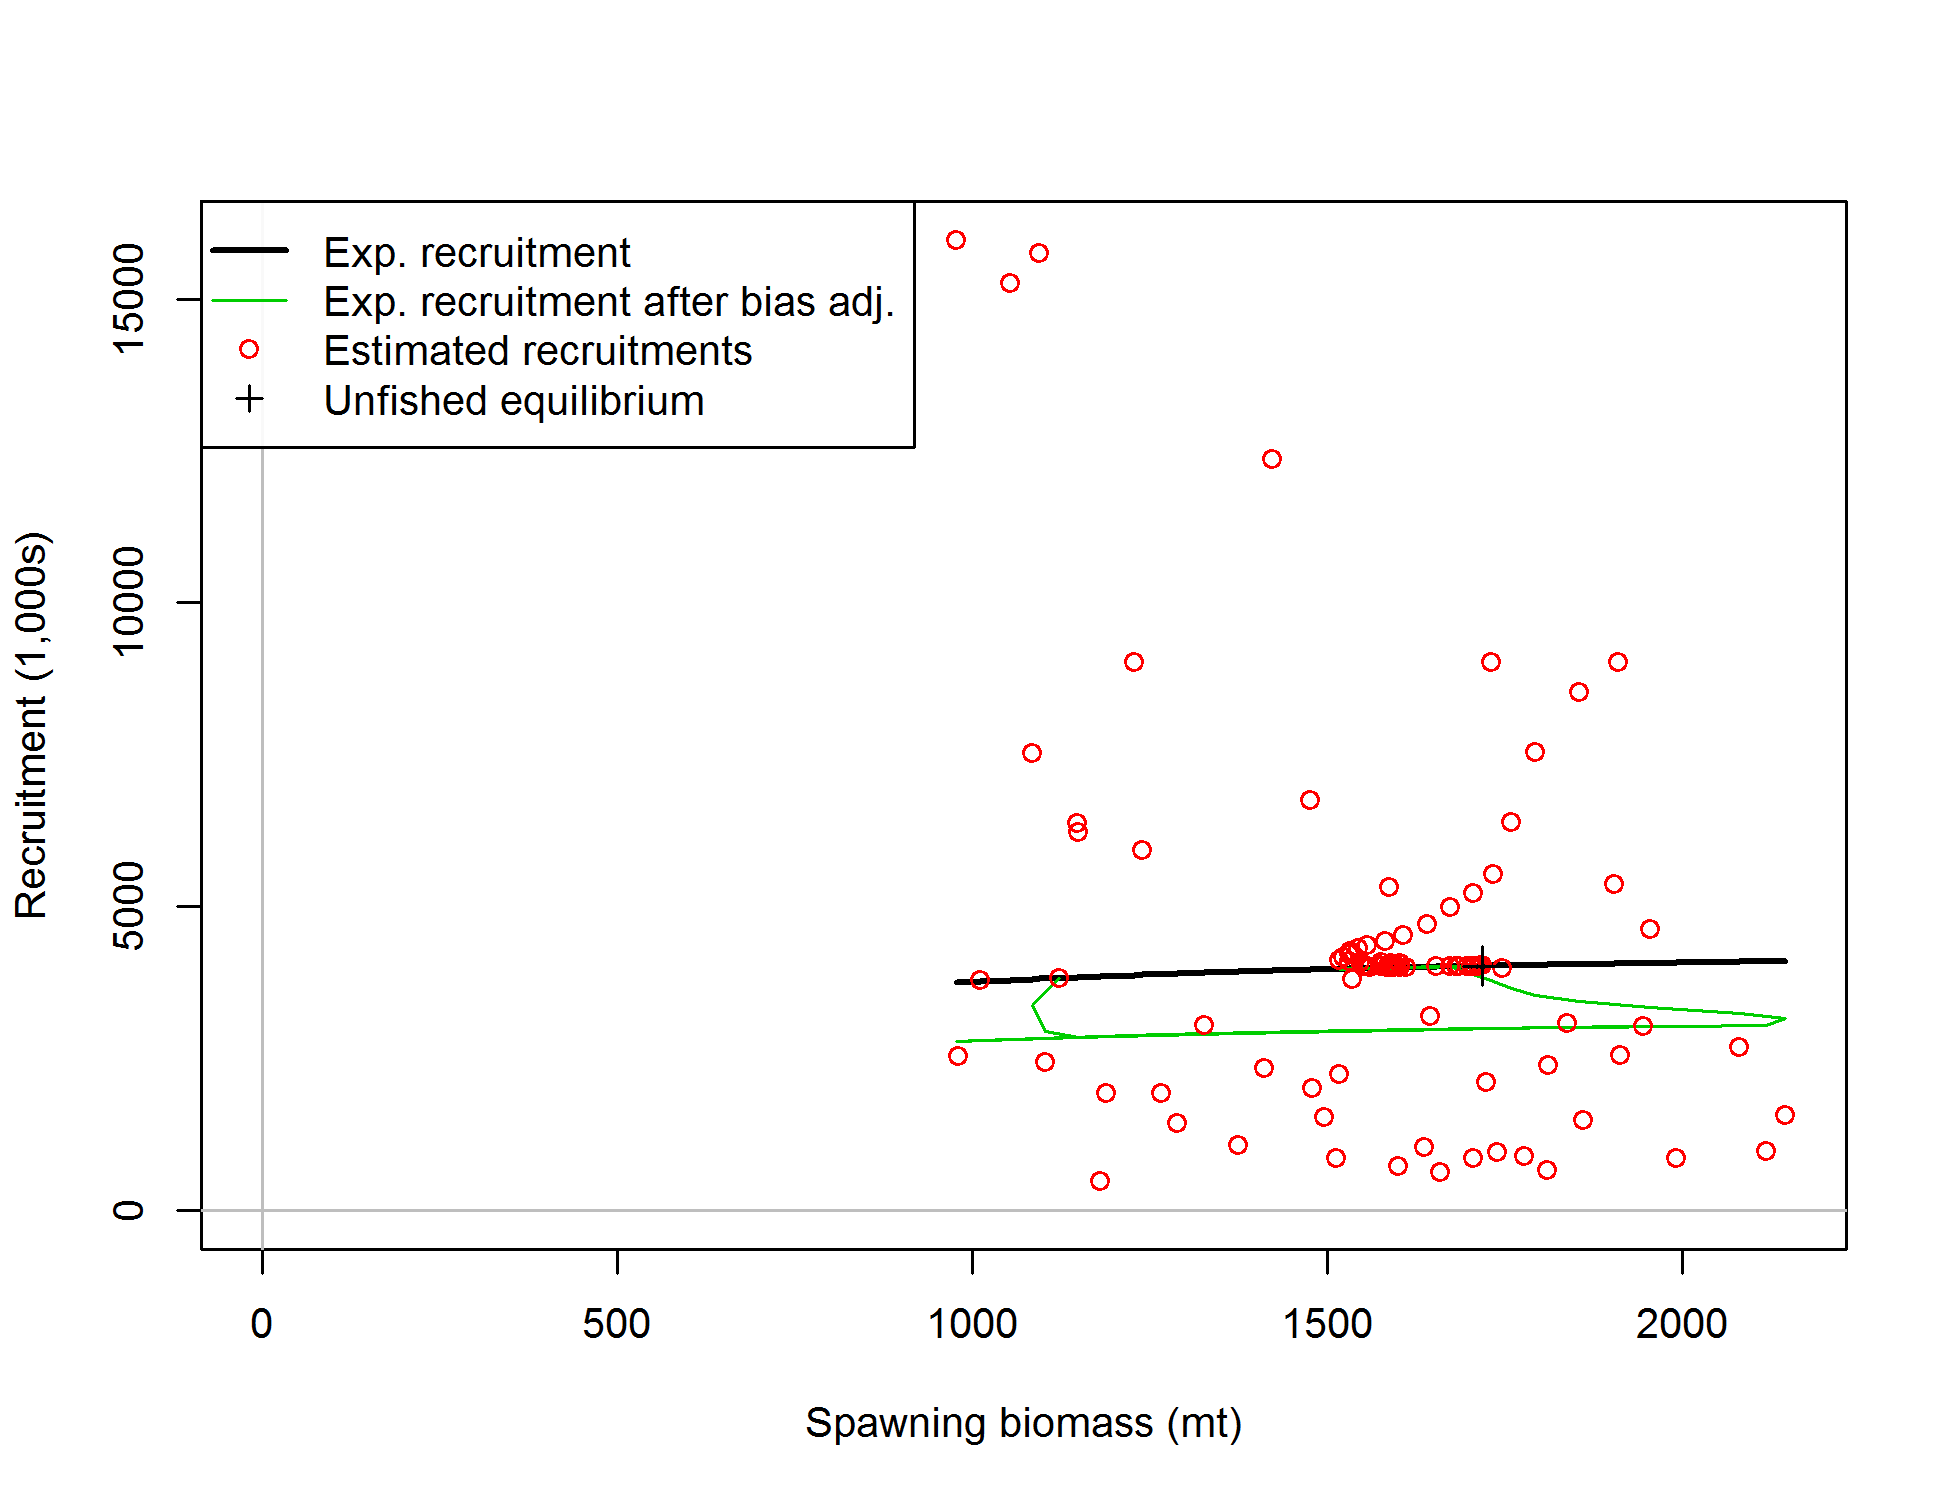 Exp. recruitment
Exp. recruitment after bias adj.
Estimated recruitments
Unfished equilibrium
Recruitment (1,000s)
15000
10000
5000
0
0 500 1000 1500 2000
Spawning biomass (mt)